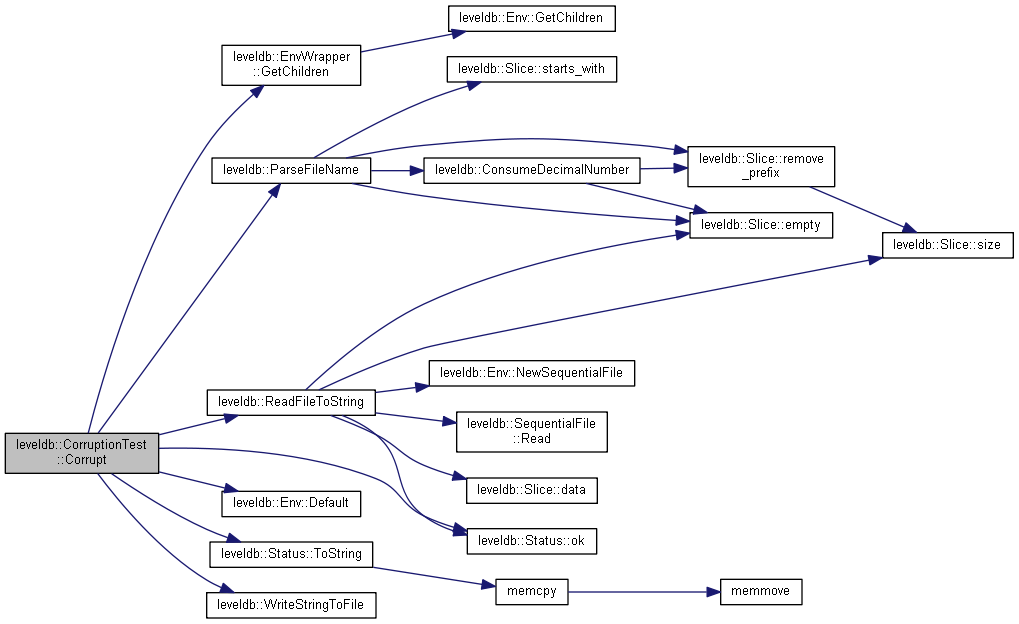 leveldb::Env::GetChildren
leveldb::EnvWrapper
::GetChildren
leveldb::Slice::starts_with
leveldb::ParseFileName
leveldb::ConsumeDecimalNumber
leveldb::Slice::remove
_prefix
leveldb::Slice::empty
leveldb::Slice::size
leveldb::Env::NewSequentialFile
leveldb::ReadFileToString
leveldb::SequentialFile
::Read
leveldb::CorruptionTest
::Corrupt
leveldb::Slice::data
leveldb::Env::Default
leveldb::Status::ok
leveldb::Status::ToString
memcpy
memmove
leveldb::WriteStringToFile